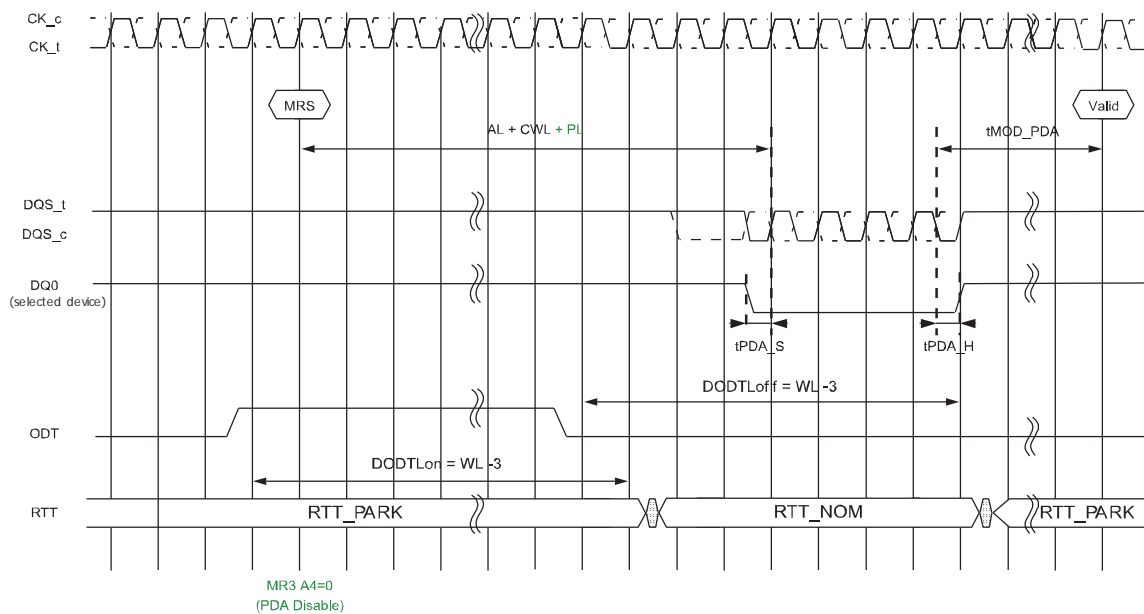 CK_c
CK_t
MRS
Valid
AL + CWL + PL
tMOD_PDA
DQS_t
DQS_c
DQ0
(selected device)
tPDA_S
tPDA_H
DODTLoff = WL -3
ODT
DODTLon = WL -3
RTT
RTT_PARK
RTT_NOM
RTT_PARK
MR3 A4=0
(PDA Disable)